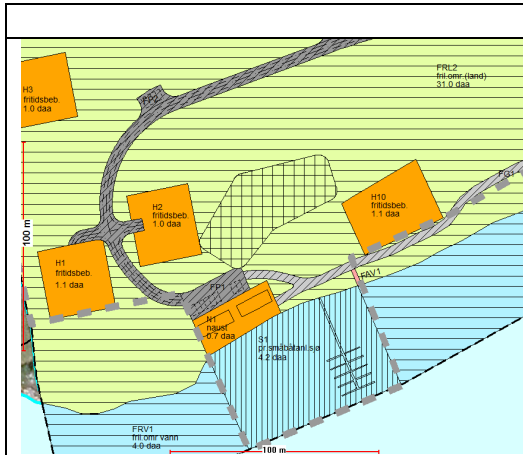 H3
fritidsbeb.
1.0 daa
FP2
FRL2
fril.omr.(land)
31.0 daa
FG1
H2
fritidsbeb.
1.0 daa
H10
fritidsbeb.
1.1 daa
100 m
H1
fritidsbeb.
1.1 daa
FAV1
FP1
N1
naust
0.7 daa
S1
pr.småbåtanl.sjø
4.2 daa
FRV1
fril.omr vann
4.0 daa
100 m